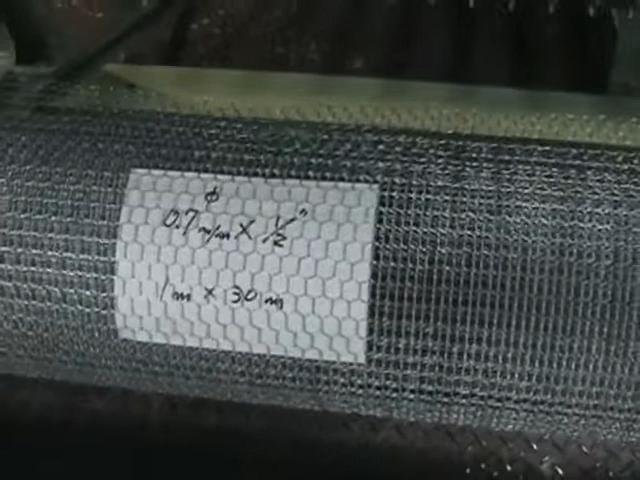 φ
0.7m/m × 1/2"
1m × 30m